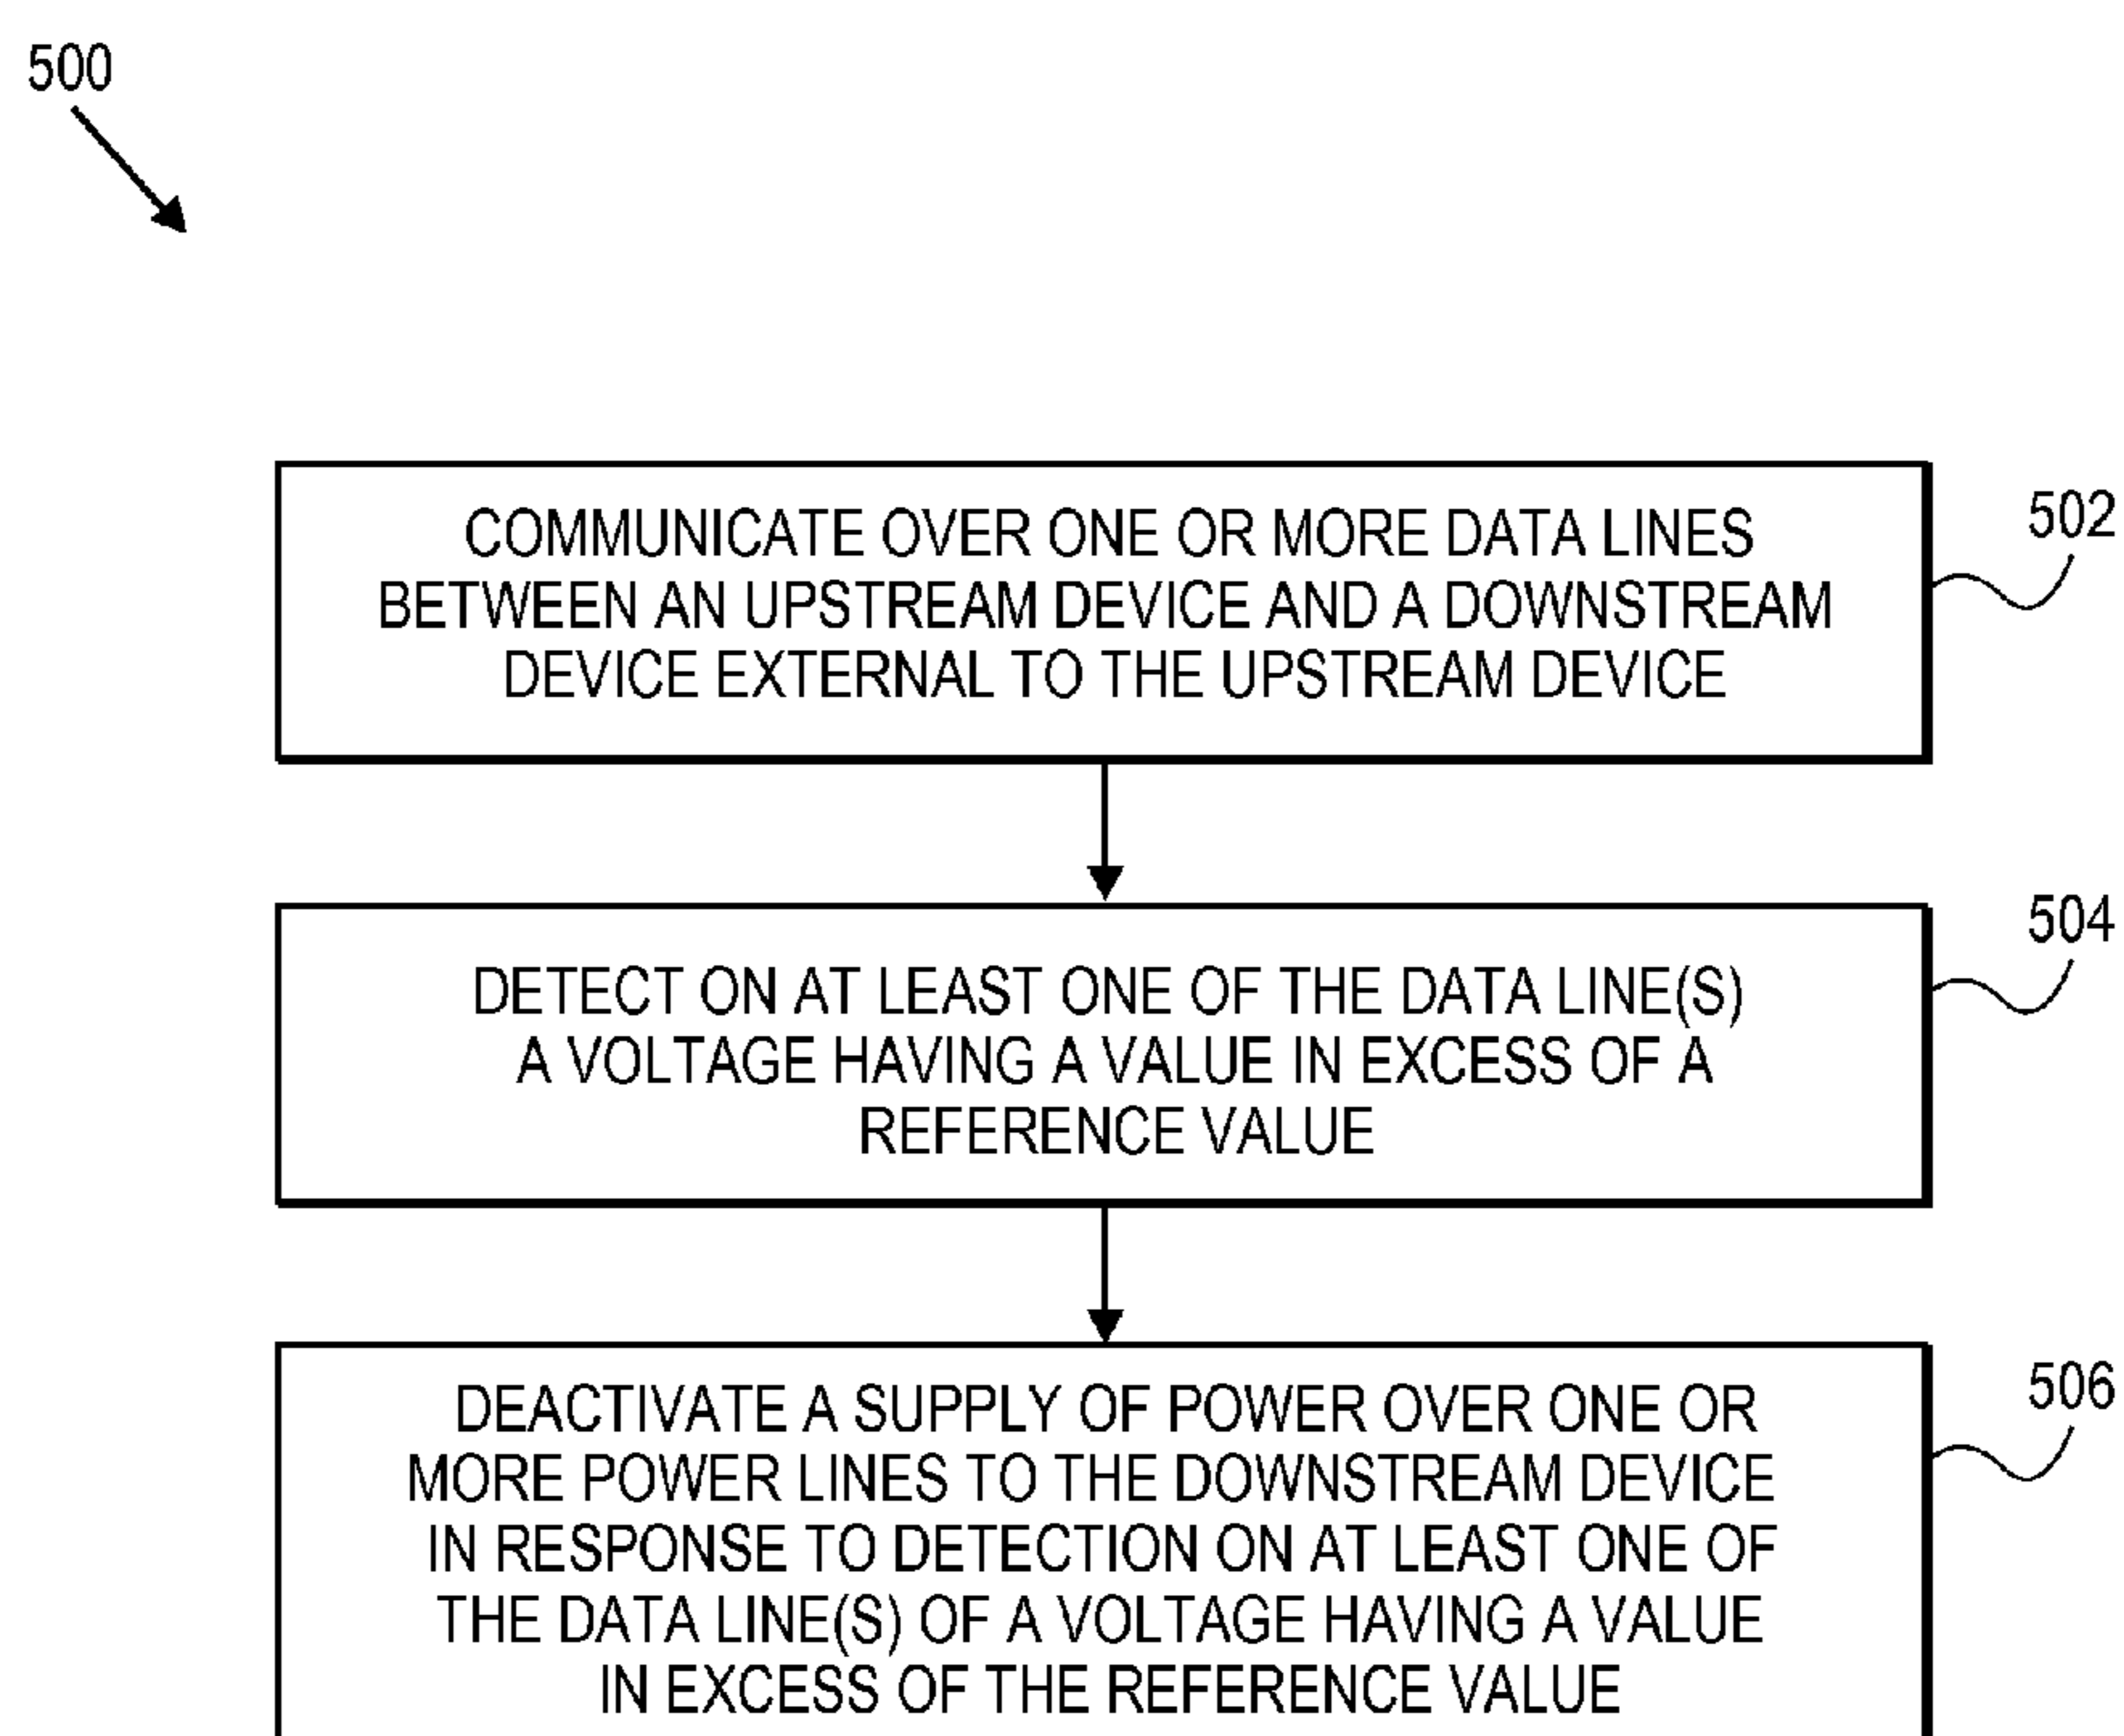 500
COMMUNICATE OVER ONE OR MORE DATA LINES
BETWEEN AN UPSTREAM DEVICE AND A DOWNSTREAM
DEVICE EXTERNAL TO THE UPSTREAM DEVICE
502
DETECT ON AT LEAST ONE OF THE DATA LINE(S)
A VOLTAGE HAVING A VALUE IN EXCESS OF A
REFERENCE VALUE
504
DEACTIVATE A SUPPLY OF POWER OVER ONE OR
MORE POWER LINES TO THE DOWNSTREAM DEVICE
IN RESPONSE TO DETECTION ON AT LEAST ONE OF
THE DATA LINE(S) OF A VOLTAGE HAVING A VALUE
IN EXCESS OF THE REFERENCE VALUE
506